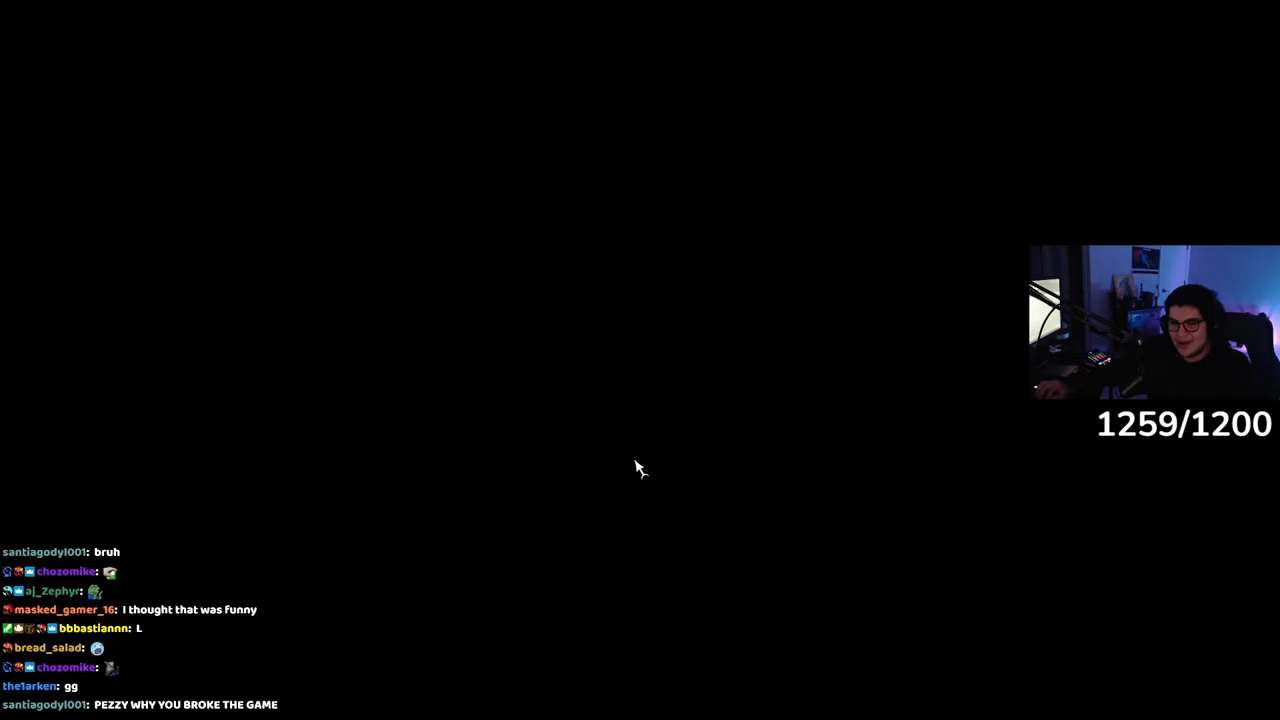 1259/1200
santiagodyl001: bruh
chozomike:
aj_Zephyr:
masked_gamer_16: I thought that was funny
bbbastiannn: L
bread_salad:
chozomike:
the1arken: gg
santiagodyl001: PEZZY WHY YOU BROKE THE GAME